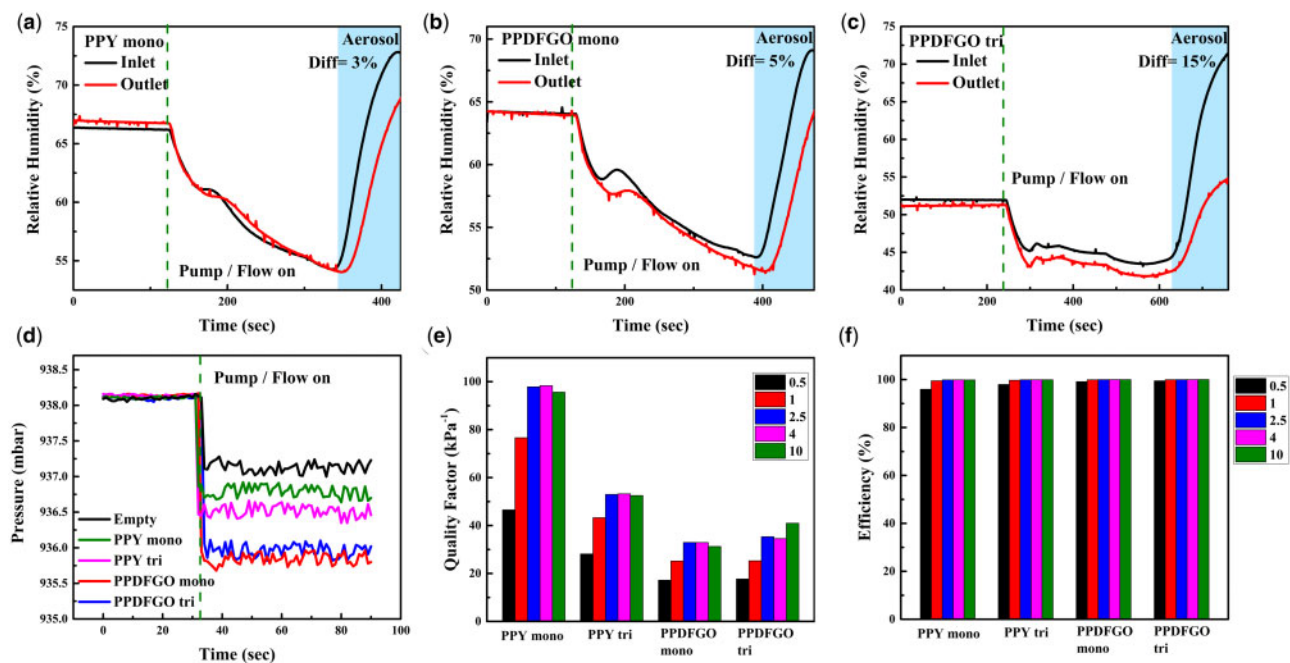 (a)
PPY mono
Inlet
Outlet
Aerosol
Diff= 3%
Pump / Flow on
Relative Humidity (%)
75
70
65
60
55
0
200
400
Time (sec)
(b)
PPDFGO mono
Inlet
Outlet
Aerosol
Diff= 5%
Pump / Flow on
Relative Humidity (%)
70
65
60
55
50
0
200
400
Time (sec)
(c)
PPDFGO tri
Inlet
Outlet
Aerosol
Diff= 15%
Pump / Flow on
Relative Humidity (%)
75
70
65
60
55
50
45
40
0
200
400
600
Time (sec)
(d)
Pump / Flow on
Pressure (mbar)
938.5
938.0
937.5
937.0
936.5
936.0
935.5
935.0
Empty
PPY mono
PPY tri
PPDFGO mono
PPDFGO tri
0
20
40
60
80
100
Time (sec)
(e)
Quality Factor (kPa⁻¹)
100
80
60
40
20
0
0.5
1
2.5
4
10
PPY mono
PPY tri
PPDFGO
mono
PPDFGO
tri
(f)
Efficiency (%)
100
80
60
40
20
0
0.5
1
2.5
4
10
PPY mono
PPY tri
PPDFGO
mono
PPDFGO
tri